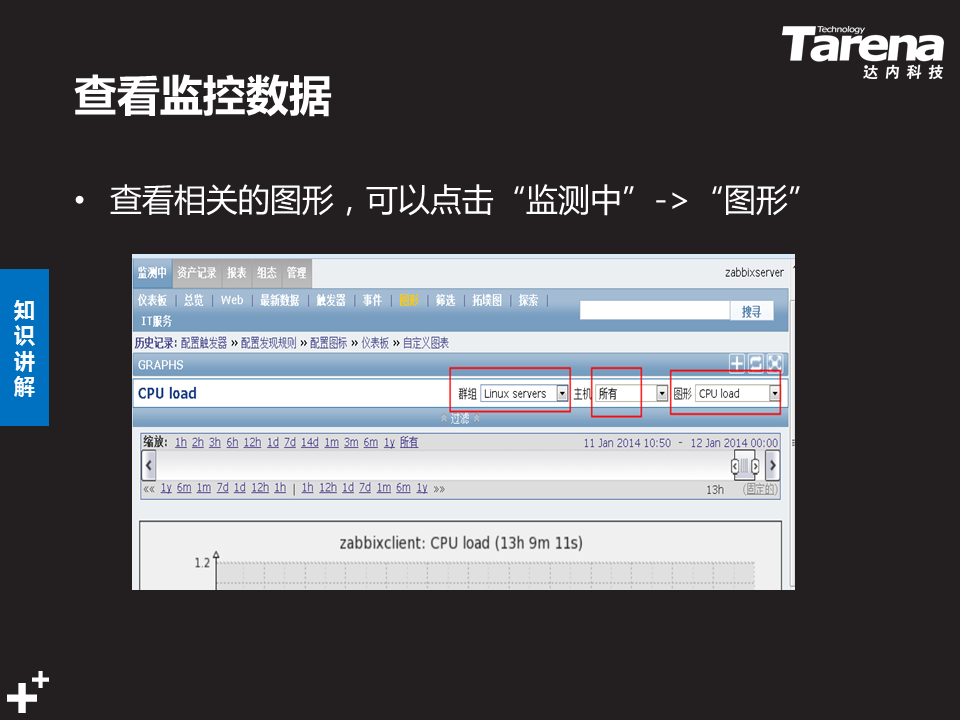 Technology
Tarena
达内科技
查看监控数据
• 查看相关的图形，可以点击“监测中”->“图形”
知识讲解
监测中 资产记录 报表 组态 管理 zabbixserver
仪表板 | 总览 | Web | 最新数据 | 触发器 | 事件 | 图形 | 筛选 | 拓墣图 | 探索 |
搜寻
IT服务
历史记录: 配置触发器 » 配置发现规则 » 配置图标 » 仪表板 » 自定义图表
GRAPHS
CPU load 群组 Linux servers 主机 所有 图形 CPU load
« 过滤 »
缩放: 1h 2h 3h 6h 12h 1d 7d 14d 1m 3m 6m 1y 所有 11 Jan 2014 10:50 - 12 Jan 2014 00:00
«« 1y 6m 1m 7d 1d 12h 1h | 1h 12h 1d 7d 1m 6m 1y »» 13h (固定的)
zabbixclient: CPU load (13h 9m 11s)
1.2